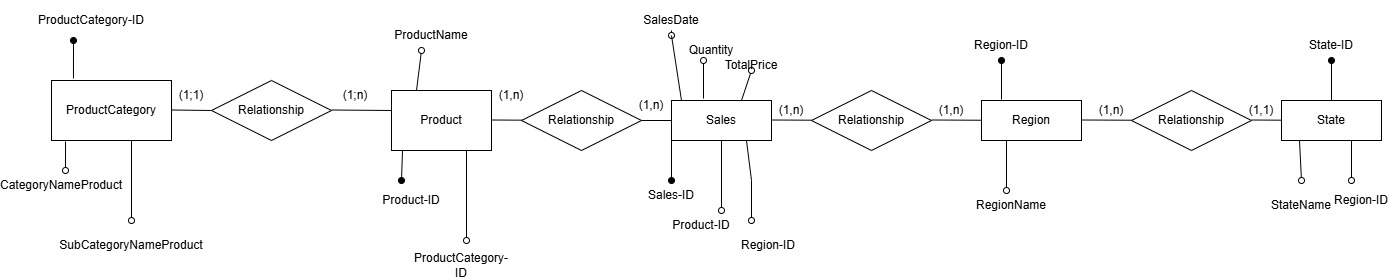 ProductCategory-ID
ProductCategory
CategoryNameProduct
SubCategoryNameProduct
(1;1)
Relationship
(1;n)
ProductName
Product
Product-ID
ProductCategory-
ID
(1,n)
Relationship
(1,n)
SalesDate
Quantity
TotalPrice
Sales
Sales-ID
Product-ID
Region-ID
(1,n)
Relationship
(1,n)
Region-ID
Region
RegionName
(1,n)
Relationship
(1,1)
State-ID
State
StateName
Region-ID